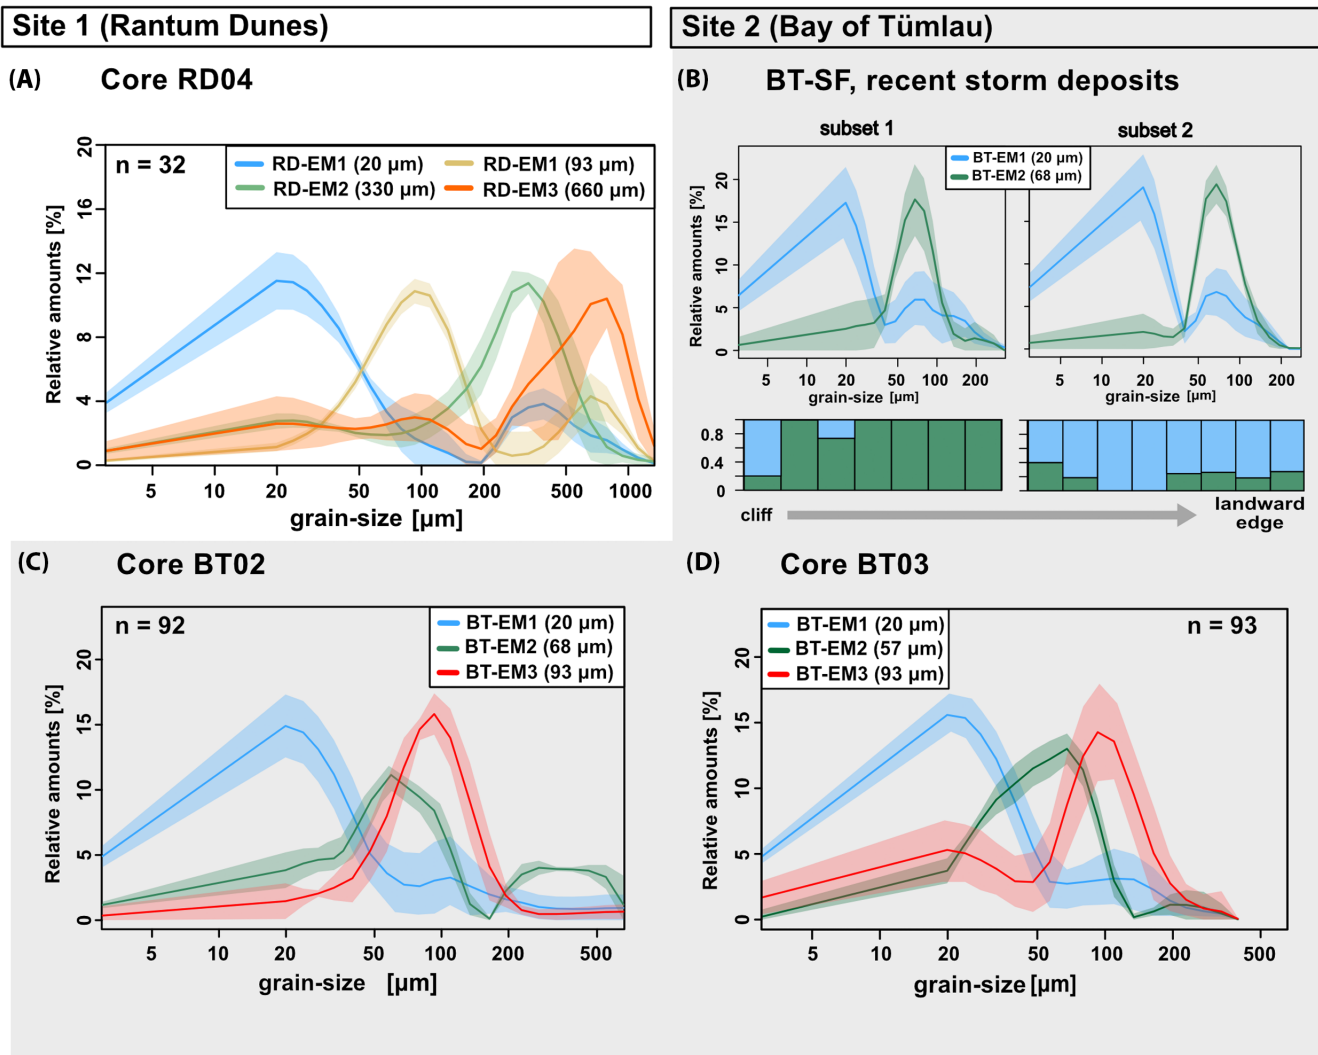 Site 1 (Rantum Dunes)
Site 2 (Bay of Tümlau)
(A) Core RD04
n = 32
RD-EM1 (20 µm) RD-EM1 (93 µm)
RD-EM2 (330 µm) RD-EM3 (660 µm)
Relative amounts [%]
20
16
12
8
4
0
5 10 20 50 100 200 500 1000
grain-size [µm]
(B) BT-SF, recent storm deposits
subset 1 subset 2
BT-EM1 (20 µm)
BT-EM2 (68 µm)
Relative amounts [%]
20
15
10
5
0
5 10 20 50 100 200
grain-size [µm]
5 10 20 50 100 200
grain-size [µm]
0.8
0.4
0
cliff
landward
edge
(C) Core BT02
n = 92
BT-EM1 (20 µm)
BT-EM2 (68 µm)
BT-EM3 (93 µm)
Relative amounts [%]
20
15
10
5
0
5 10 20 50 100 200 500
grain-size [µm]
(D) Core BT03
BT-EM1 (20 µm)
BT-EM2 (57 µm)
BT-EM3 (93 µm)
n = 93
Relative amounts [%]
20
15
10
5
0
5 10 20 50 100 200 500
grain-size [µm]